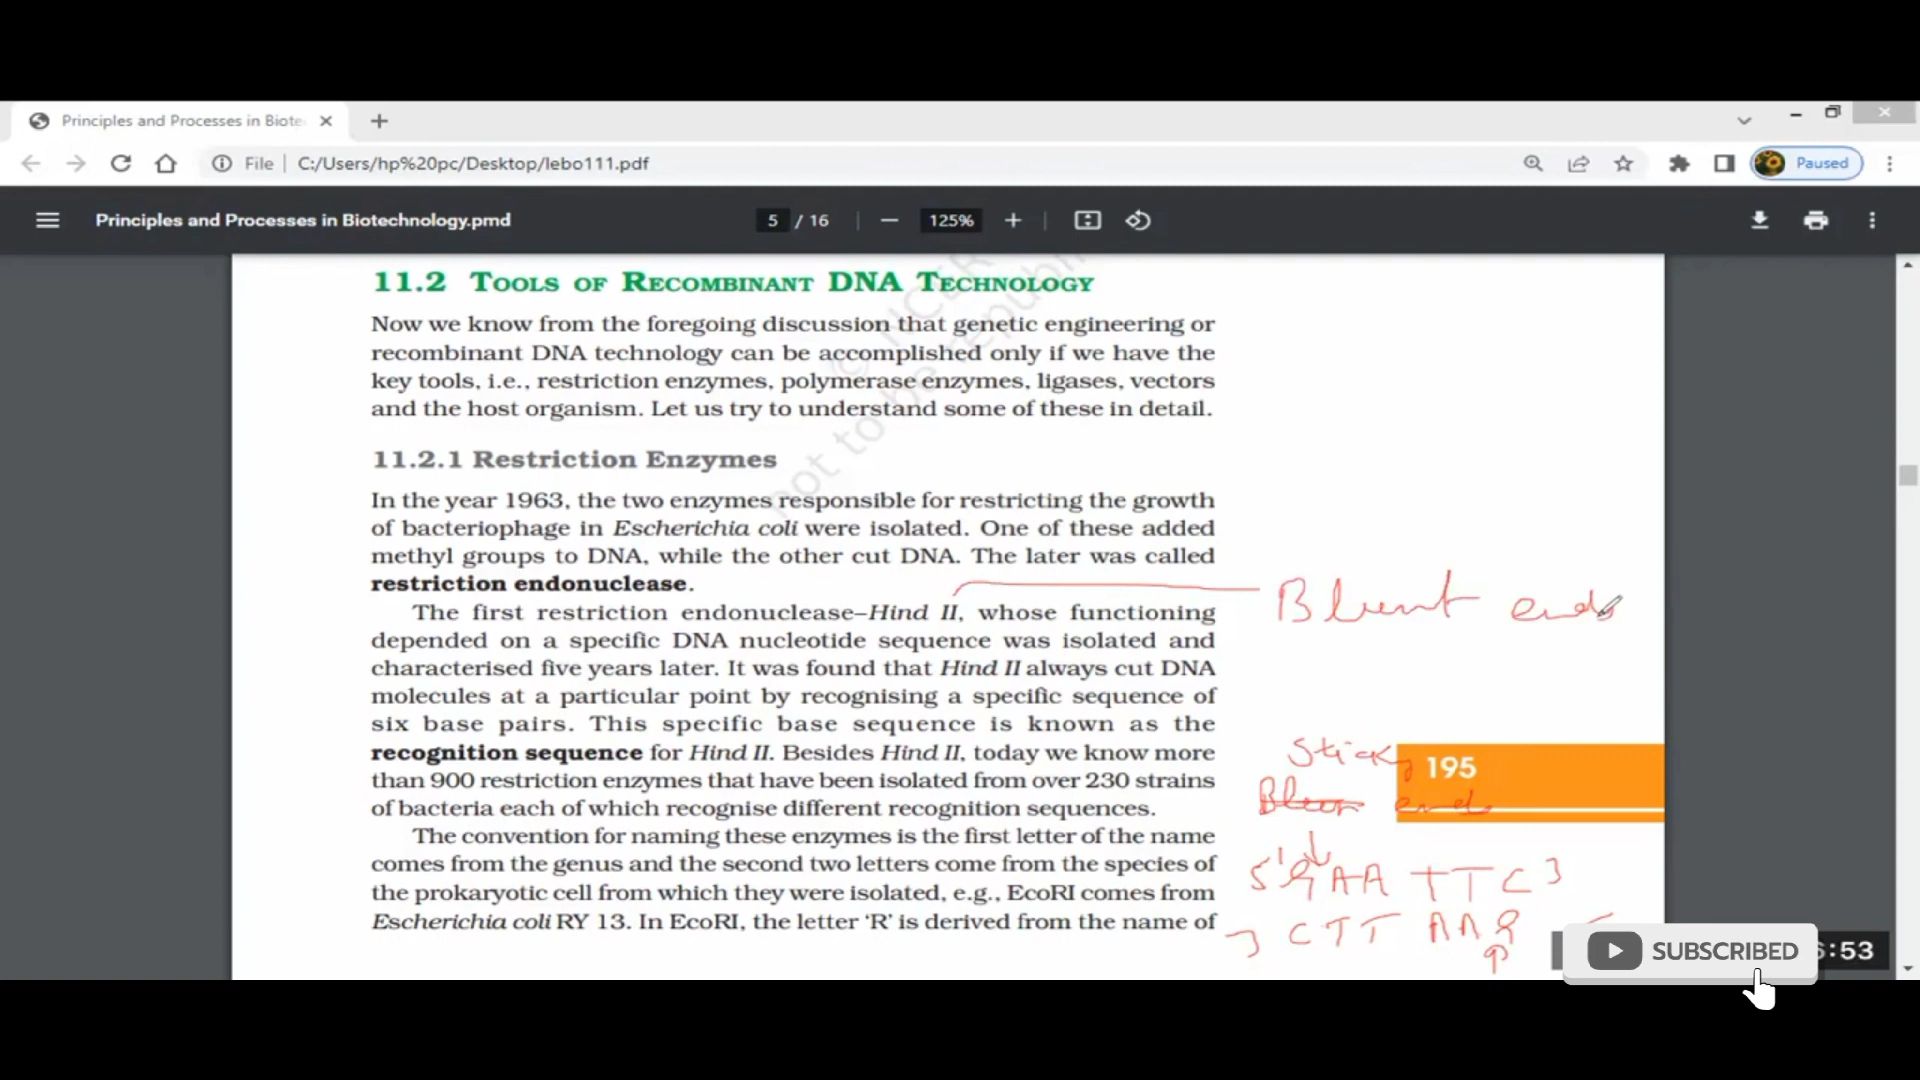 Principles and Processes in Biote
File C:/Users/hp%20pc/Desktop/lebo111.pdf Paused
Principles and Processes in Biotechnology.pmd 5 / 16 125%
11.2 TOOLS OF RECOMBINANT DNA TECHNOLOGY
Now we know from the foregoing discussion that genetic engineering or
recombinant DNA technology can be accomplished only if we have the
key tools, i.e., restriction enzymes, polymerase enzymes, ligases, vectors
and the host organism. Let us try to understand some of these in detail.
11.2.1 Restriction Enzymes
In the year 1963, the two enzymes responsible for restricting the growth
of bacteriophage in Escherichia coli were isolated. One of these added
methyl groups to DNA, while the other cut DNA. The later was called
restriction endonuclease.
The first restriction endonuclease–Hind II, whose functioning
depended on a specific DNA nucleotide sequence was isolated and
characterised five years later. It was found that Hind II always cut DNA
molecules at a particular point by recognising a specific sequence of
six base pairs. This specific base sequence is known as the
recognition sequence for Hind II. Besides Hind II, today we know more
than 900 restriction enzymes that have been isolated from over 230 strains
of bacteria each of which recognise different recognition sequences.
The convention for naming these enzymes is the first letter of the name
comes from the genus and the second two letters come from the species of
the prokaryotic cell from which they were isolated, e.g., EcoRI comes from
Escherichia coli RY 13. In EcoRI, the letter ‘R’ is derived from the name of
© NCER
not to be republi
Blunt ends
Sticky
195
end
5' GAA TTC 3
3 CTT AAG
SUBSCRIBED
:53